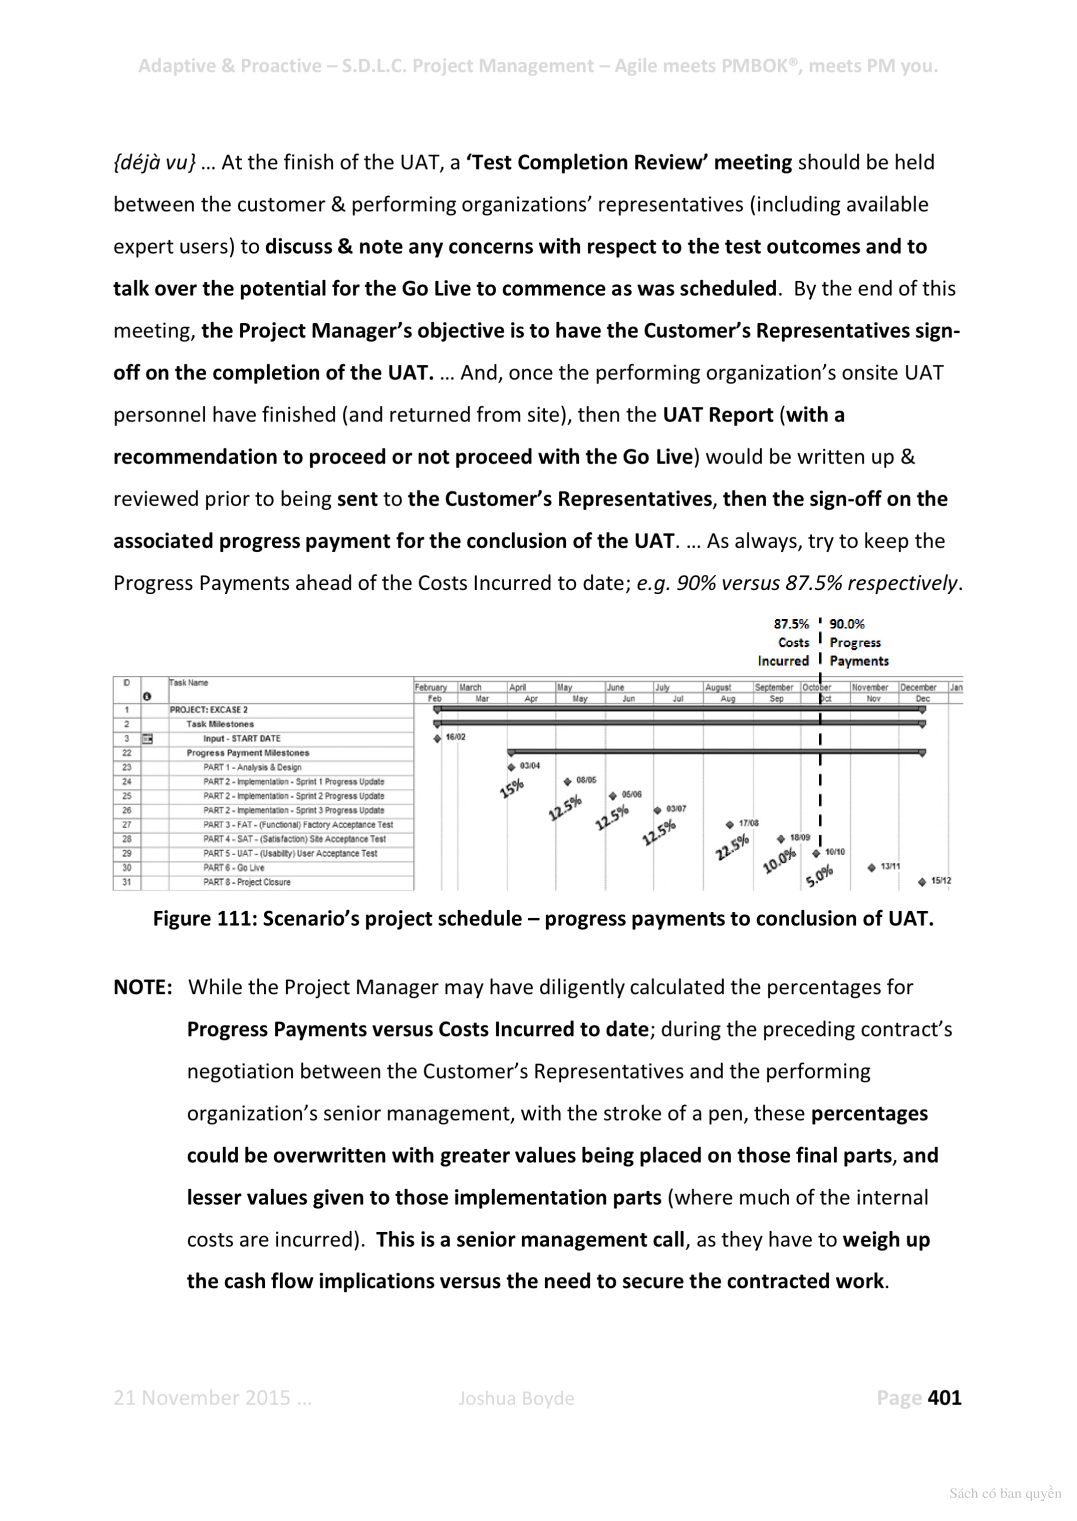 Adaptive & Proactive – S.D.L.C. Project Management – Agile meets PMBOK®, meets PM you.
{déjà vu} ... At the finish of the UAT, a ‘Test Completion Review’ meeting should be held
between the customer & performing organizations’ representatives (including available
expert users) to discuss & note any concerns with respect to the test outcomes and to
talk over the potential for the Go Live to commence as was scheduled. By the end of this
meeting, the Project Manager’s objective is to have the Customer’s Representatives sign-
off on the completion of the UAT. ... And, once the performing organization’s onsite UAT
personnel have finished (and returned from site), then the UAT Report (with a
recommendation to proceed or not proceed with the Go Live) would be written up &
reviewed prior to being sent to the Customer’s Representatives, then the sign-off on the
associated progress payment for the conclusion of the UAT. ... As always, try to keep the
Progress Payments ahead of the Costs Incurred to date; e.g. 90% versus 87.5% respectively.
87.5% 90.0%
Costs Progress
Incurred Payments
ID Task Name February March April May June July August September October November December Jan
Feb Mar Apr May Jun Jul Aug Sep Oct Nov Dec
1 PROJECT: EXCASE 2
2 Task Milestones
3 Input - START DATE 16/02
22 Progress Payment Milestones
23 PART 1 - Analysis & Design 03/04 15%
24 PART 2 - Implementation - Sprint 1 Progress Update 08/05 12.5%
25 PART 2 - Implementation - Sprint 2 Progress Update 05/06 12.5%
26 PART 2 - Implementation - Sprint 3 Progress Update 03/07 12.5%
27 PART 3 - FAT - (Functional) Factory Acceptance Test 17/08 22.5%
28 PART 4 - SAT - (Satisfaction) Site Acceptance Test 18/09 10.0%
29 PART 5 - UAT - (Usability) User Acceptance Test 10/10 5.0%
30 PART 6 - Go Live 13/11
31 PART 8 - Project Closure 15/12
Figure 111: Scenario’s project schedule – progress payments to conclusion of UAT.
NOTE: While the Project Manager may have diligently calculated the percentages for
Progress Payments versus Costs Incurred to date; during the preceding contract’s
negotiation between the Customer’s Representatives and the performing
organization’s senior management, with the stroke of a pen, these percentages
could be overwritten with greater values being placed on those final parts, and
lesser values given to those implementation parts (where much of the internal
costs are incurred). This is a senior management call, as they have to weigh up
the cash flow implications versus the need to secure the contracted work.
21 November 2015 ... Joshua Boyde Page 401
Sách có bản quyền